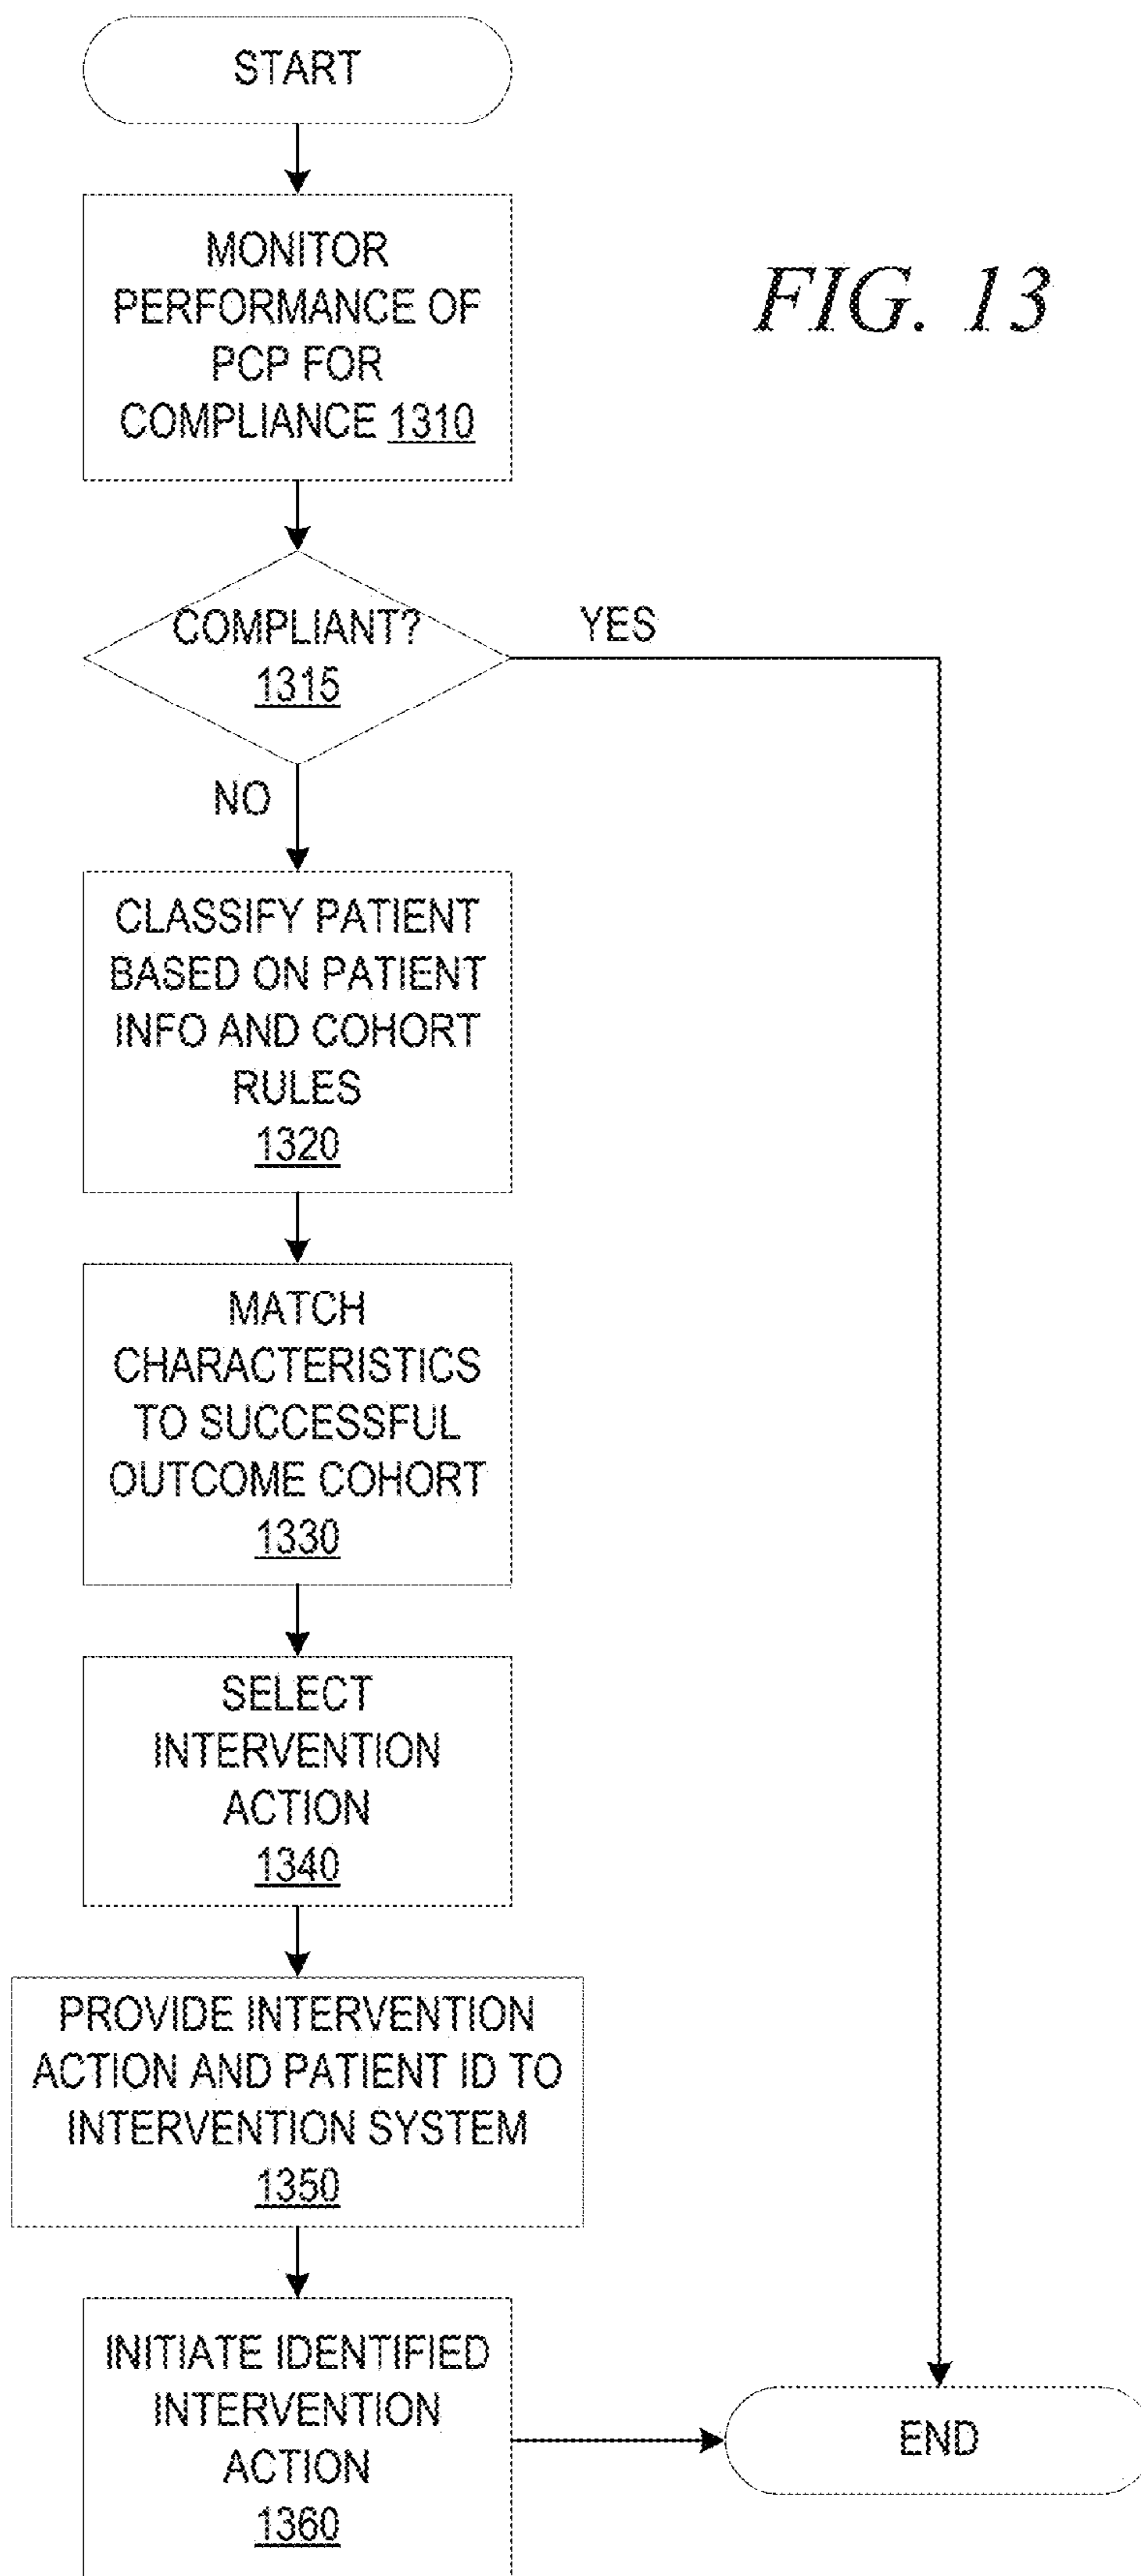 START
MONITOR
PERFORMANCE OF
PCP FOR
COMPLIANCE 1310
FIG. 13
COMPLIANT?
1315
YES
NO
CLASSIFY PATIENT
BASED ON PATIENT
INFO AND COHORT
RULES
1320
MATCH
CHARACTERISTICS
TO SUCCESSFUL
OUTCOME COHORT
1330
SELECT
INTERVENTION
ACTION
1340
PROVIDE INTERVENTION
ACTION AND PATIENT ID TO
INTERVENTION SYSTEM
1350
INITIATE IDENTIFIED
INTERVENTION
ACTION
1360
END